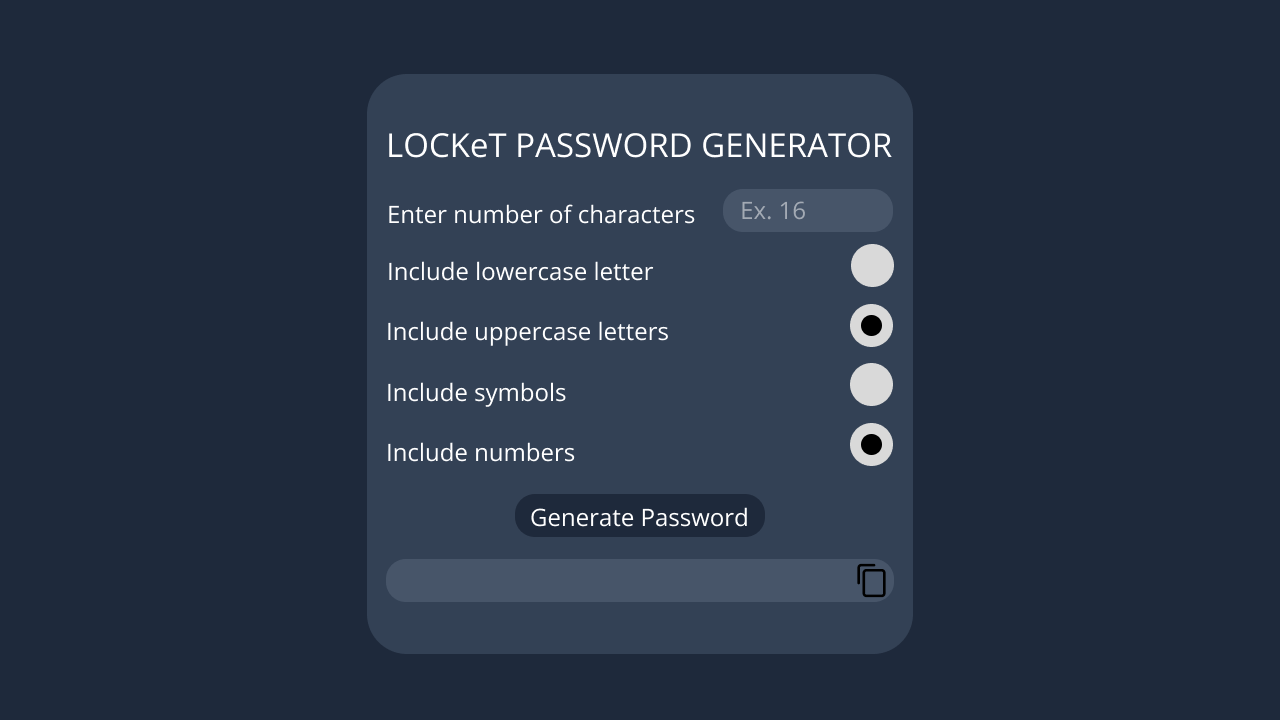 LOCKeT PASSWORD GENERATOR
Enter number of characters Ex. 16
Include lowercase letter
Include uppercase letters
Include symbols
Include numbers
Generate Password